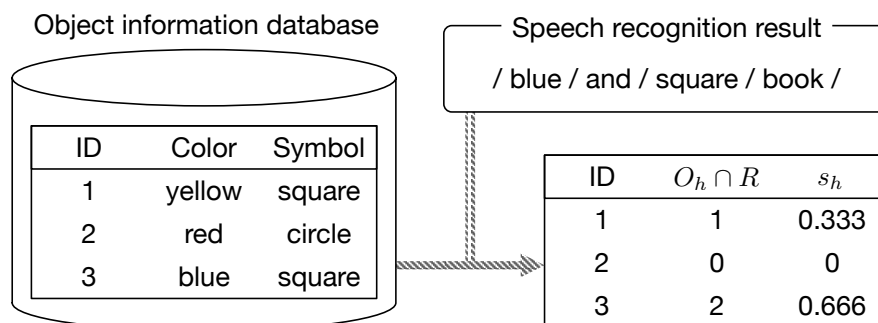 Object information database
Speech recognition result
/ blue / and / square / book /
ID Color Symbol
1 yellow square
2 red circle
3 blue square
ID O_h ∩ R s_h
1 1 0.333
2 0 0
3 2 0.666